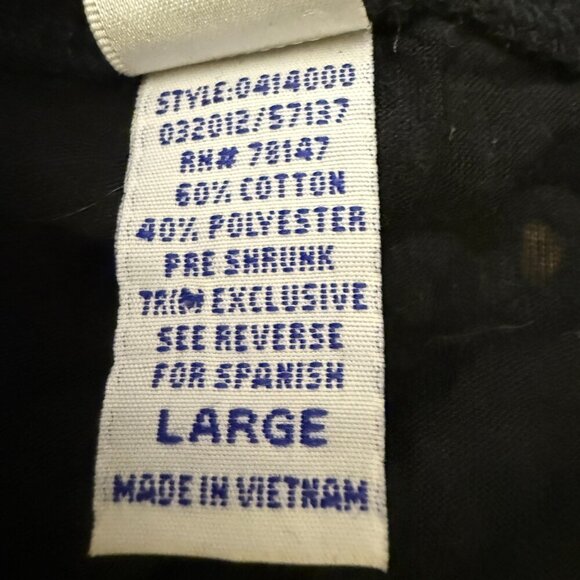 STYLE:0414000
032012/57137
RN# 78147
60% COTTON
40% POLYESTER
PRE SHRUNK
TRIM EXCLUSIVE
SEE REVERSE
FOR SPANISH
LARGE
MADE IN VIETNAM